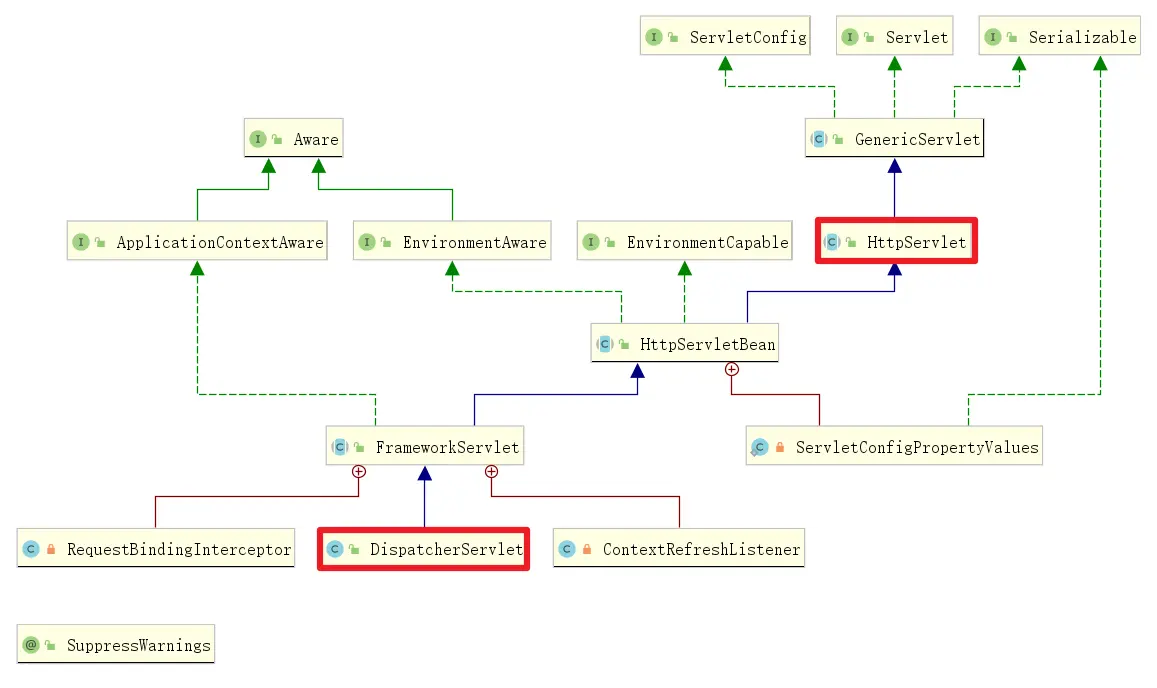 ServletConfig
Servlet
Serializable
Aware
GenericServlet
ApplicationContextAware
EnvironmentAware
EnvironmentCapable
HttpServlet
HttpServletBean
FrameworkServlet
ServletConfigPropertyValues
RequestBindingInterceptor
DispatcherServlet
ContextRefreshListener
SuppressWarnings